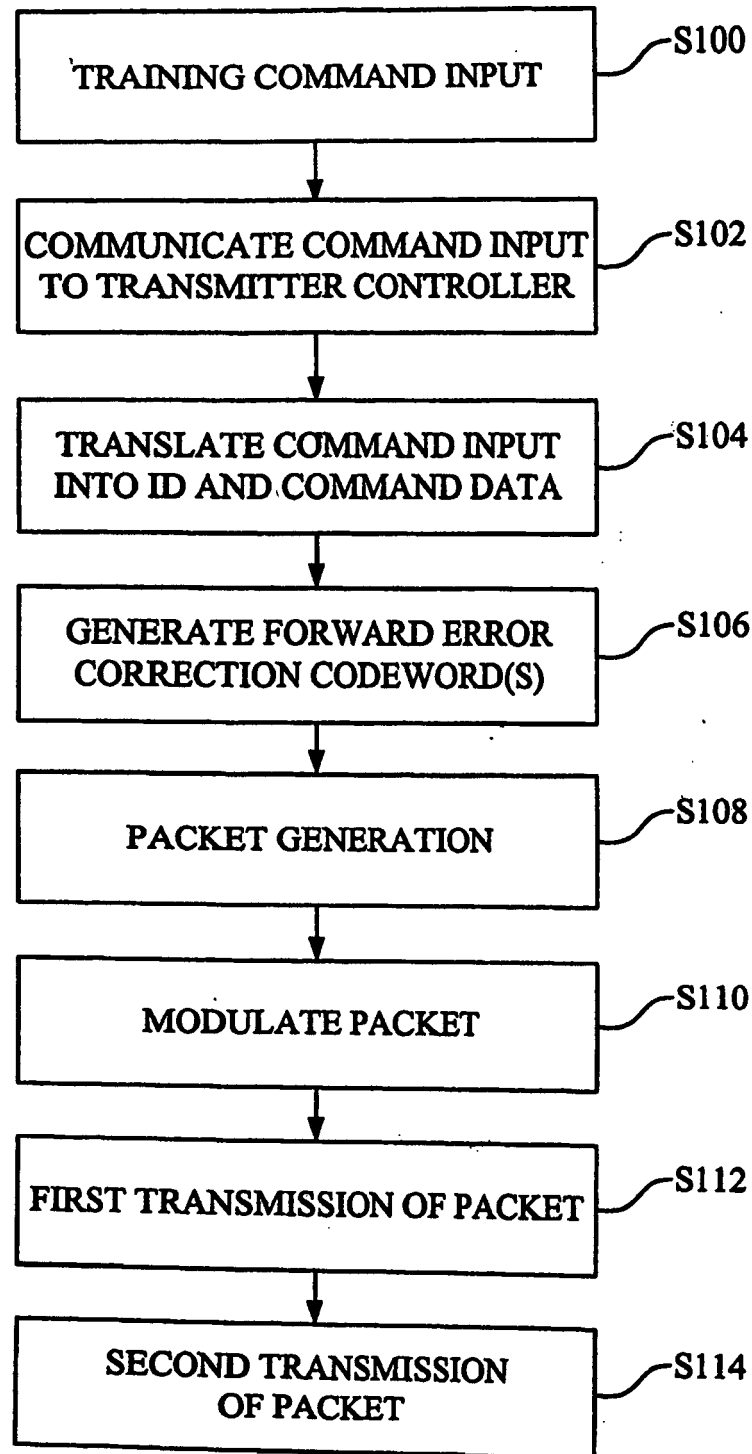 TRAINING COMMAND INPUT
S100
COMMUNICATE COMMAND INPUT
TO TRANSMITTER CONTROLLER
S102
TRANSLATE COMMAND INPUT
INTO ID AND COMMAND DATA
S104
GENERATE FORWARD ERROR
CORRECTION CODEWORD(S)
S106
PACKET GENERATION
S108
MODULATE PACKET
S110
FIRST TRANSMISSION OF PACKET
S112
SECOND TRANSMISSION
OF PACKET
S114